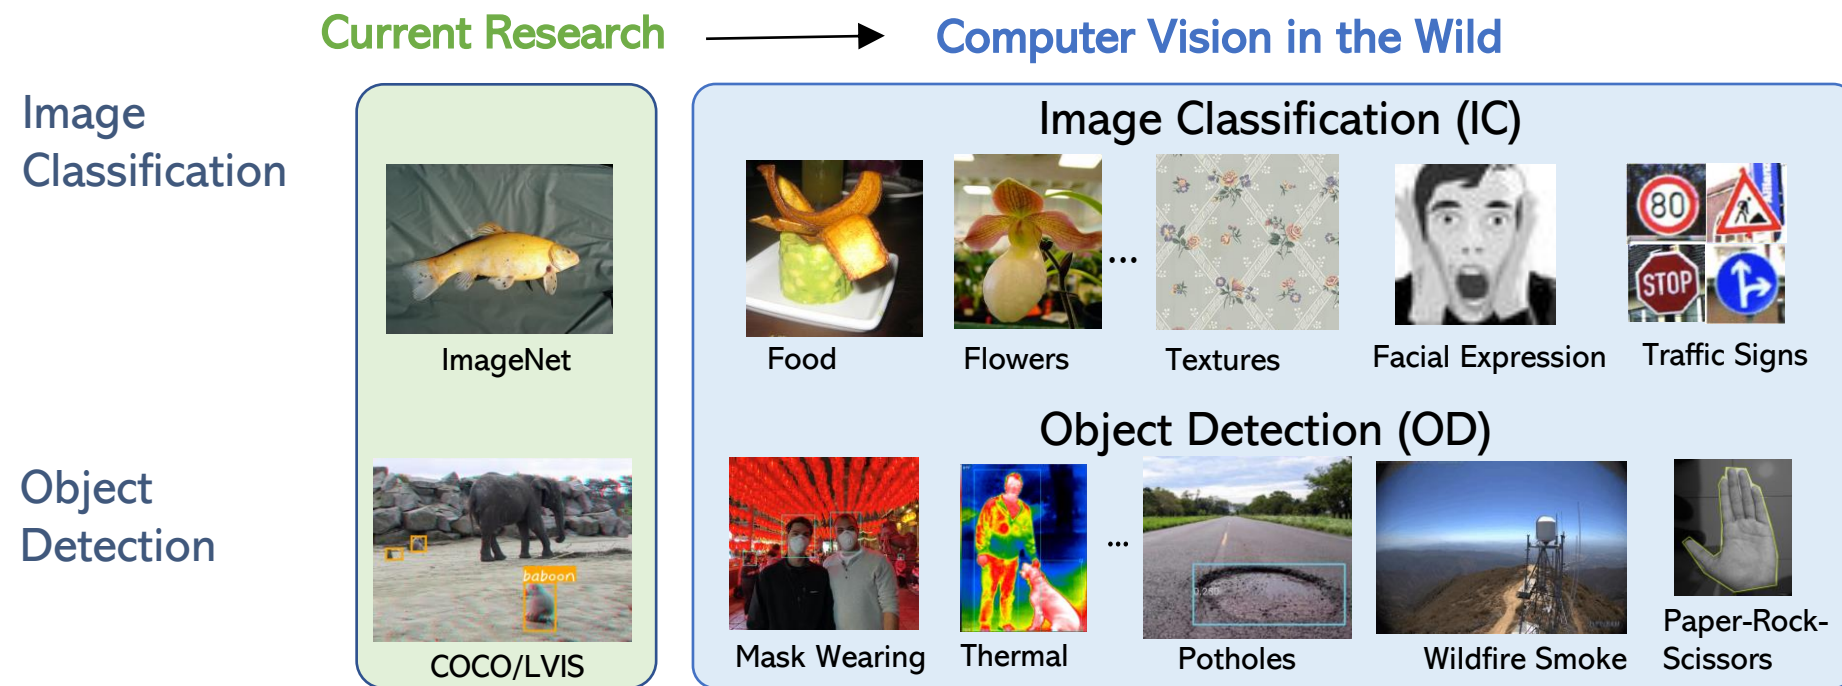 Current Research
Computer Vision in the Wild
Image
Classification
Image Classification (IC)
80
STOP
...
ImageNet
Food
Flowers
Textures
Facial Expression
Traffic Signs
Object
Detection
Object Detection (OD)
baboon
...
COCO/LVIS
Mask Wearing
Thermal
Potholes
Wildfire Smoke
Paper-Rock-
Scissors